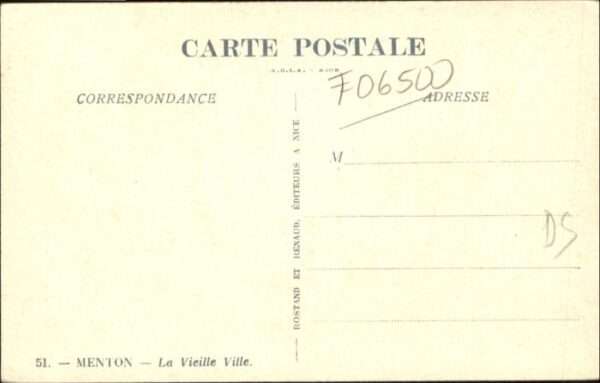 CARTE POSTALE
F06500
CORRESPONDANCE
ADRESSE
M
ROSTAND ET RENAUD, ÉDITEURS A NICE
DS
51. — MENTON — La Vieille Ville.